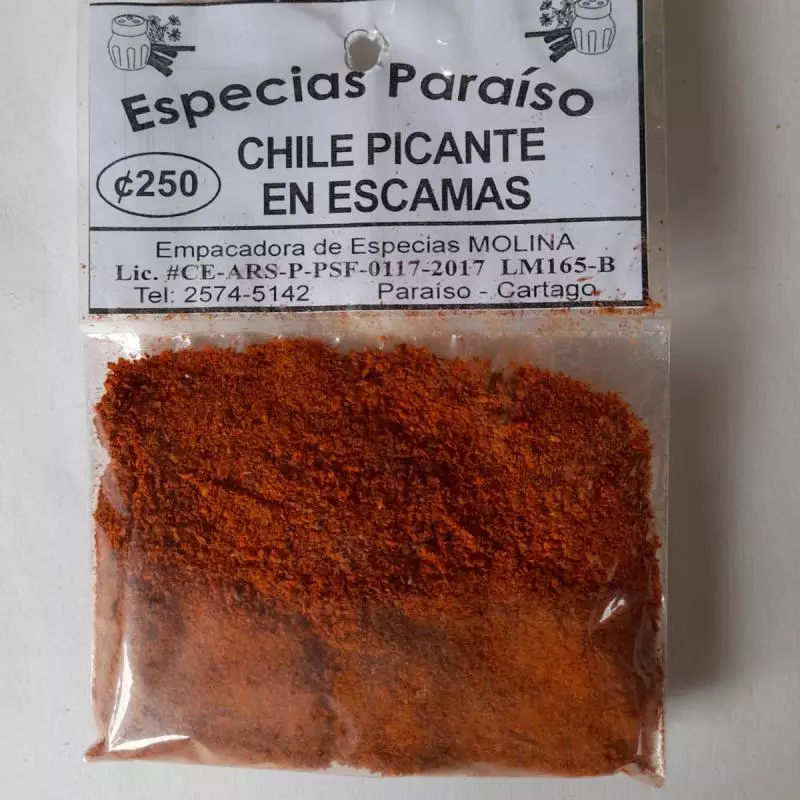 Especias Paraíso
CHILE PICANTE
¢250
EN ESCAMAS
Empacadora de Especias MOLINA
Lic. #CE-ARS-P-PSF-0117-2017 LM165-B
Tel: 2574-5142 Paraíso - Cartago